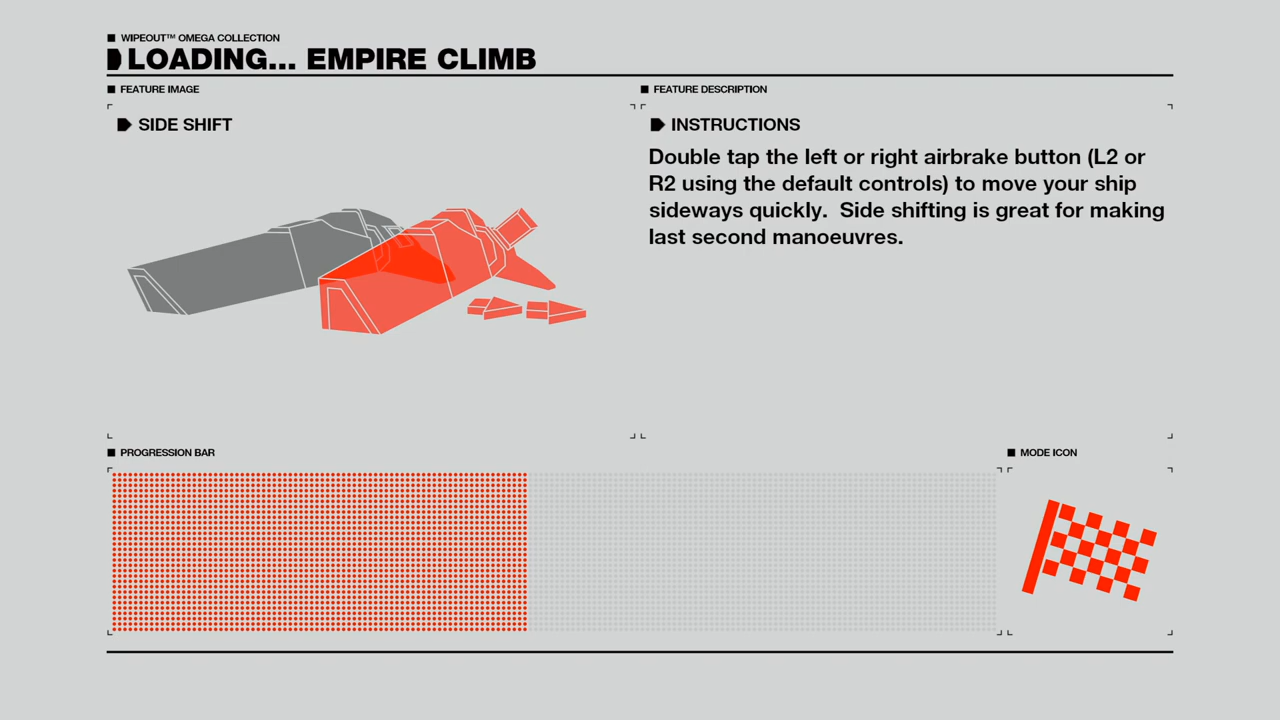 WIPEOUT™ OMEGA COLLECTION
LOADING... EMPIRE CLIMB
FEATURE IMAGE
SIDE SHIFT
FEATURE DESCRIPTION
INSTRUCTIONS
Double tap the left or right airbrake button (L2 or
R2 using the default controls) to move your ship
sideways quickly.  Side shifting is great for making
last second manoeuvres.
PROGRESSION BAR
MODE ICON